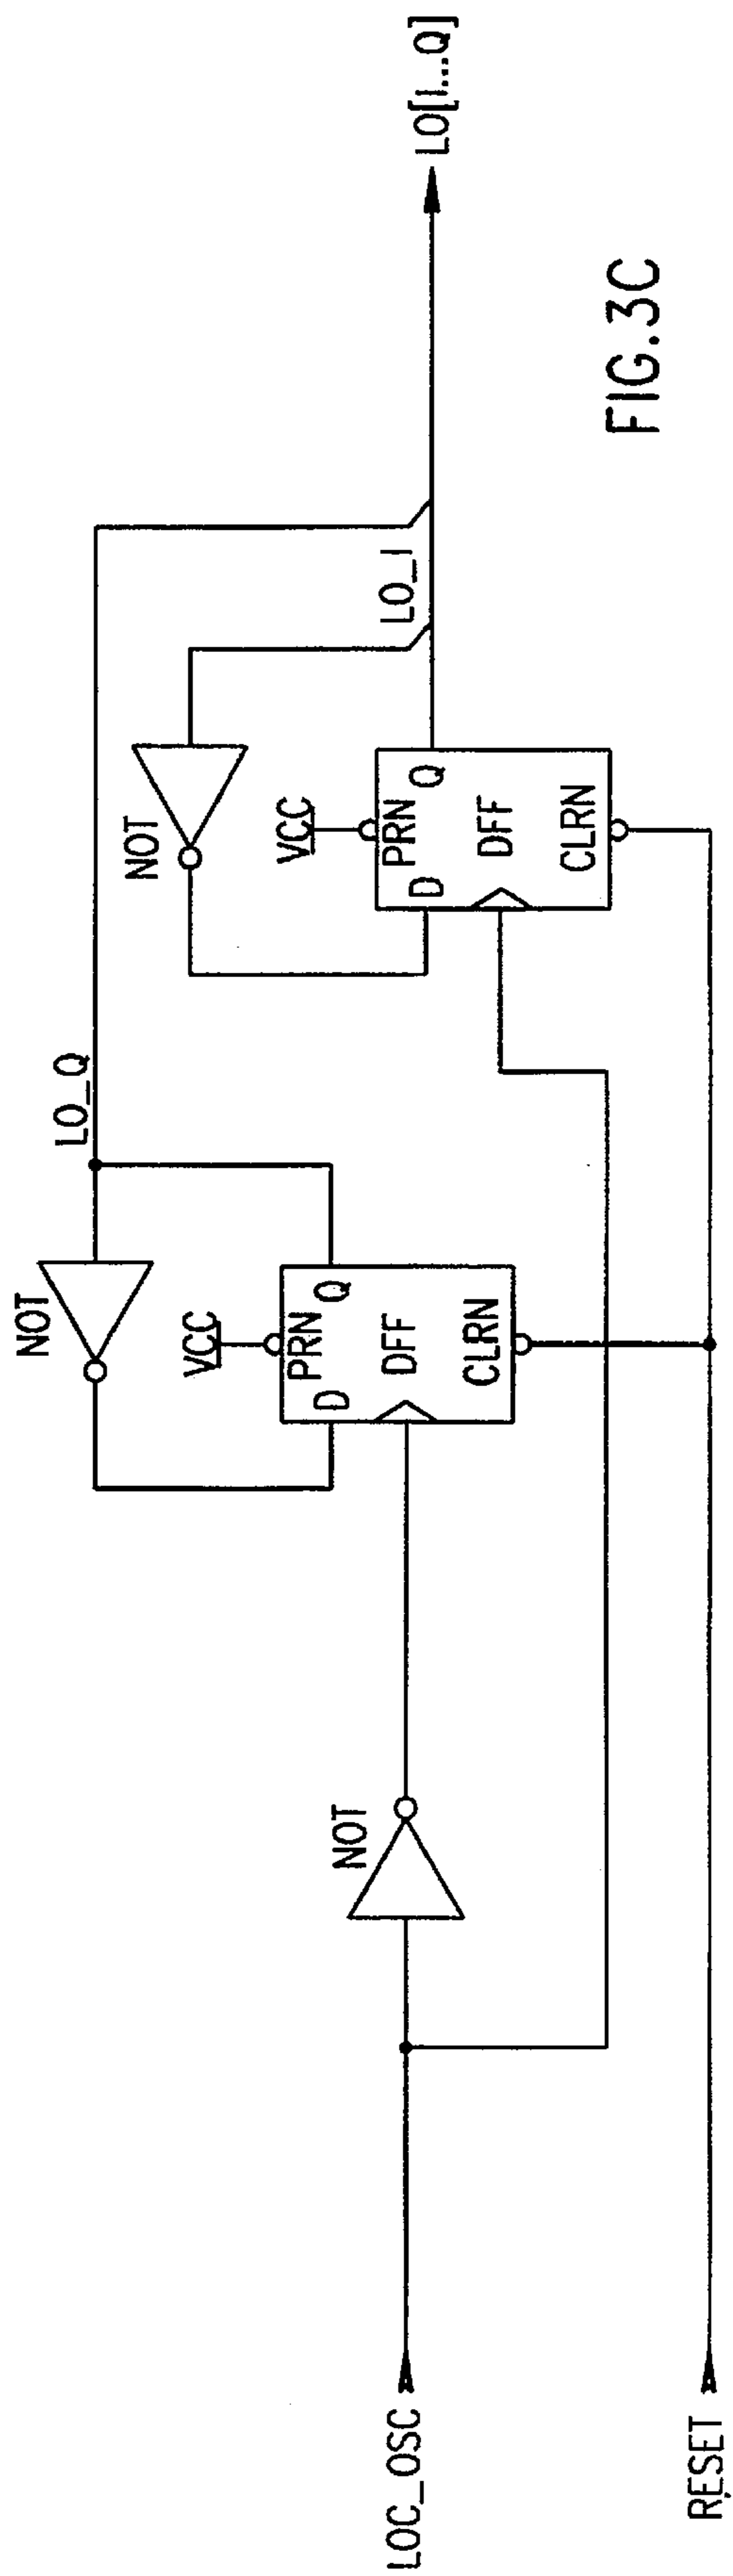 LO_Q
NOT
VCC
PRN
D
Q
DFF
CLRN
NOT
VCC
PRN
D
Q
DFF
CLRN
LO_I
LO[I...Q]
NOT
LOC_OSC
RESET
FIG.3C